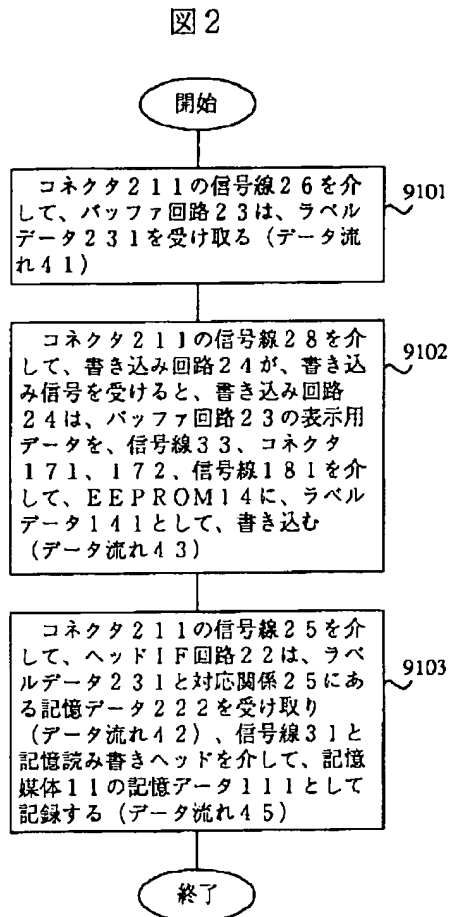 図２
開始
コネクタ２１１の信号線２６を介
して、バッファ回路２３は、ラベル
データ２３１を受け取る（データ流
れ４１）
9101
コネクタ２１１の信号線２８を介
して、書き込み回路２４が、書き込
み信号を受けると、書き込み回路
２４は、バッファ回路２３の表示用
データを、信号線３３、コネクタ
１７１、１７２、信号線１８１を介
して、ＥＥＰＲＯＭ１４に、ラベル
データ１４１として、書き込む
（データ流れ４３）
9102
コネクタ２１１の信号線２５を介
して、ヘッドＩＦ回路２２は、ラベ
ルデータ２３１と対応関係２５にあ
る記憶データ２２２を受け取り
（データ流れ４２）、信号線３１と
記憶読み書きヘッドを介して、記憶
媒体１１の記憶データ１１１として
記録する（データ流れ４５）
9103
終了